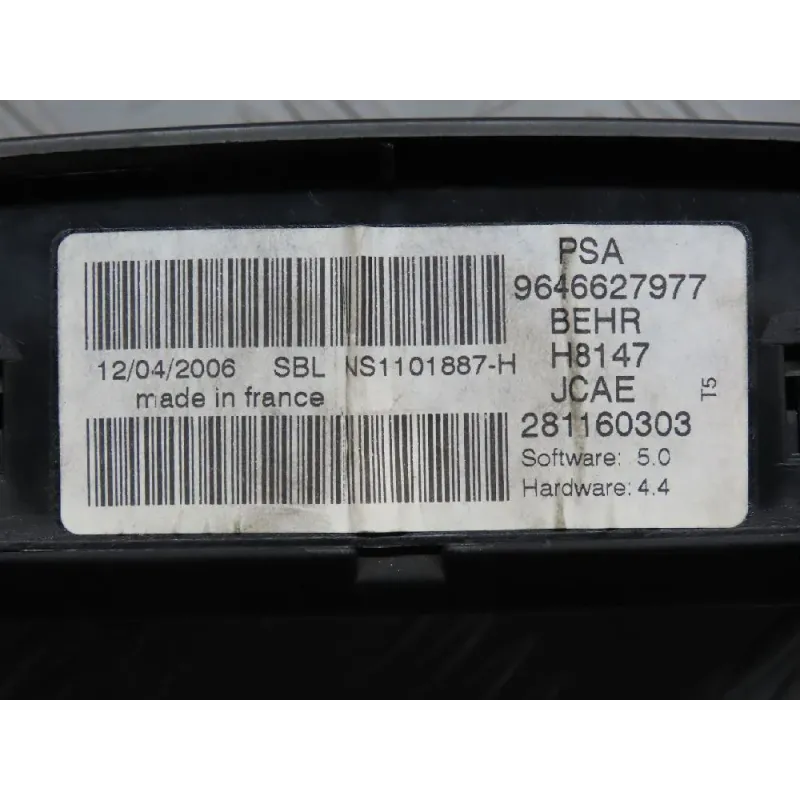 PSA
9646627977
BEHR
H8147
JCAE
281160303
Software: 5.0
Hardware: 4.4
T5
12/04/2006 SBL NS1101887-H
made in france